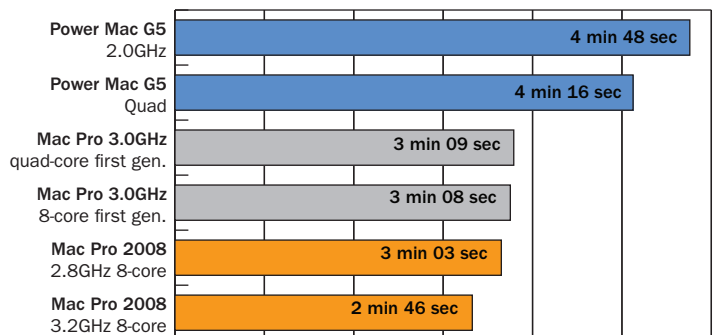 Power Mac G5
2.0GHz
4 min 48 sec
Power Mac G5
Quad
4 min 16 sec
Mac Pro 3.0GHz
quad-core first gen.
3 min 09 sec
Mac Pro 3.0GHz
8-core first gen.
3 min 08 sec
Mac Pro 2008
2.8GHz 8-core
3 min 03 sec
Mac Pro 2008
3.2GHz 8-core
2 min 46 sec